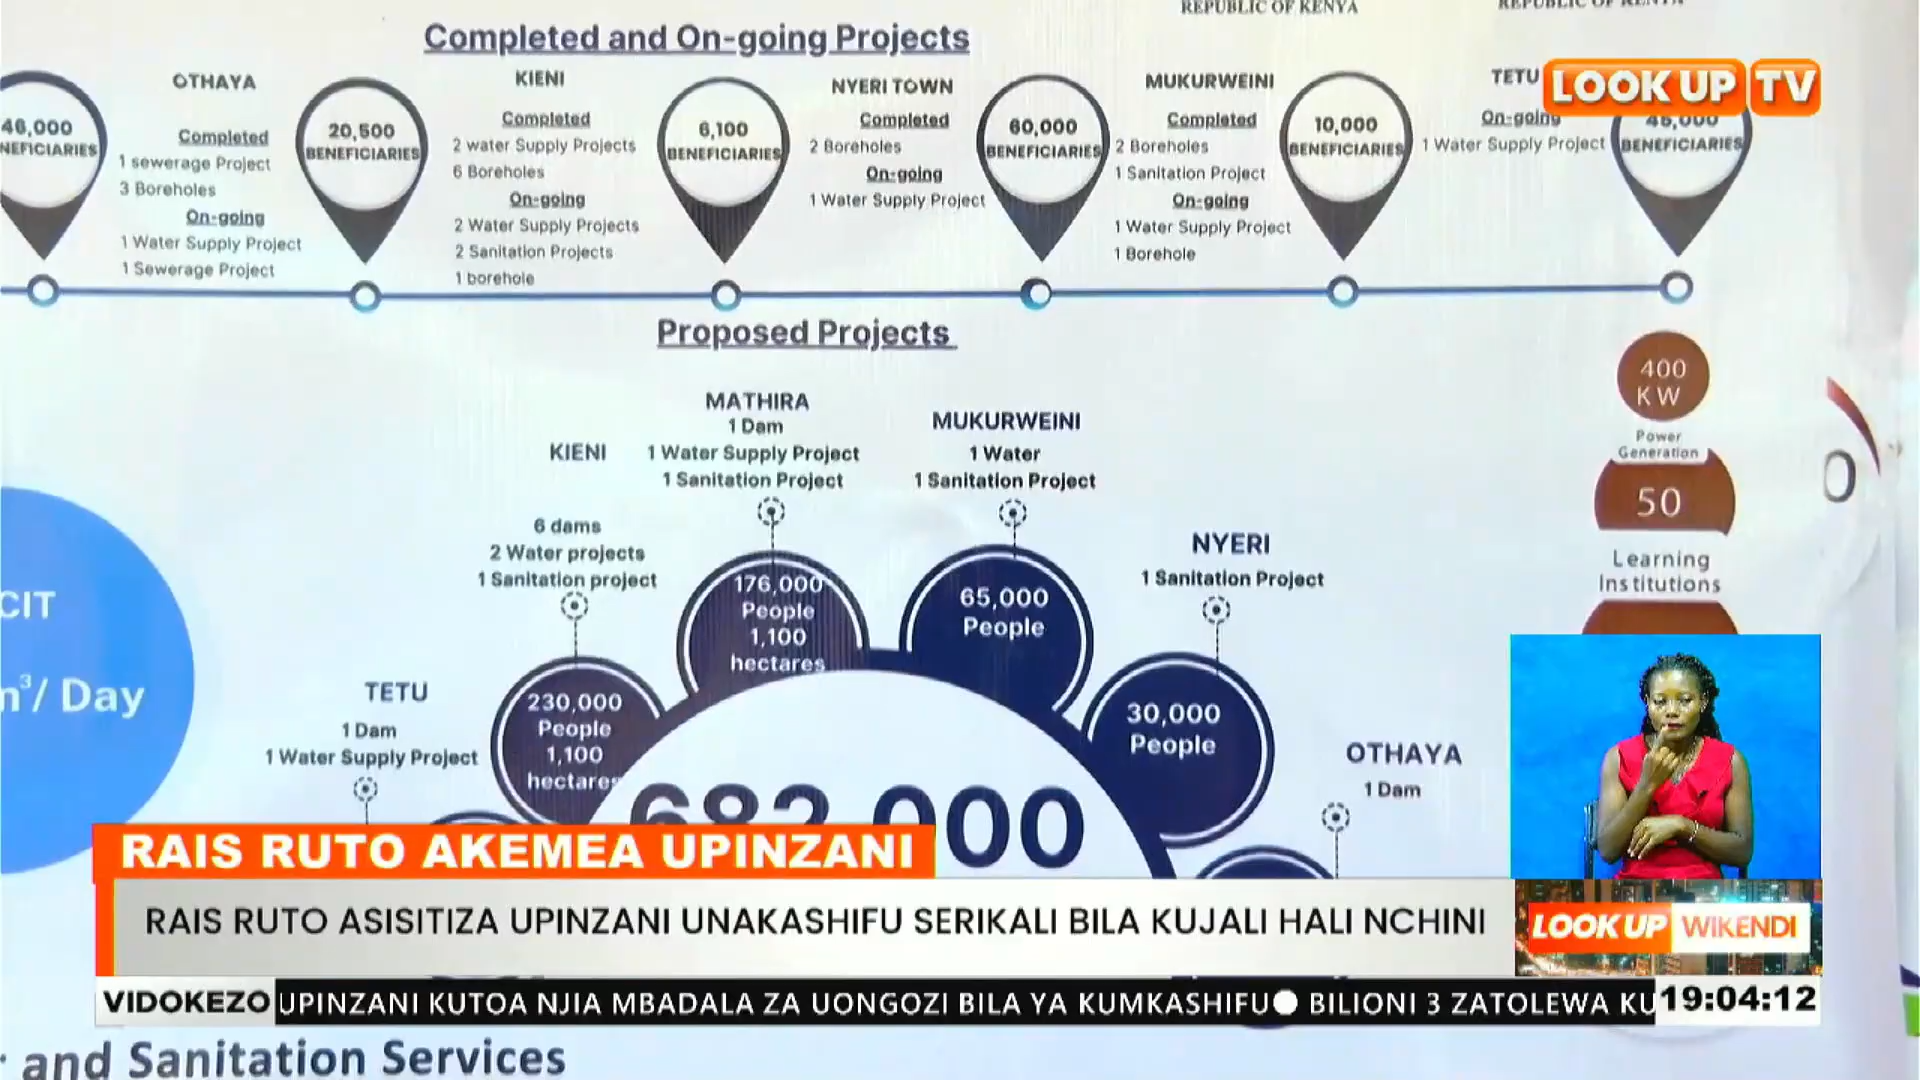 REPUBLIC OF KENYA
REPUBLIC OF KENYA
Completed and On-going Projects
46,000
OTHAYA
Completed
1 sewerage Project
3 Boreholes
On-going
1 Water Supply Project
1 Sewerage Project
20,500
BENEFICIARIES
KIENI
Completed
2 water Supply Projects
6 Boreholes
On-going
2 Water Supply Projects
2 Sanitation Projects
1 borehole
6,100
BENEFICIARIES
NYERI TOWN
Completed
2 Boreholes
On-going
1 Water Supply Project
60,000
BENEFICIARIES
MUKURWEINI
Completed
2 Boreholes
1 Sanitation Project
On-going
1 Water Supply Project
1 Borehole
10,000
BENEFICIARIES
TETU
On-going
1 Water Supply Project
BENEFICIARIES
LOOK UP TV
Proposed Projects
400
KW
Power
Generation
50
Learning
Institutions
MATHIRA
1 Dam
1 Water Supply Project
1 Sanitation Project
176,000
People
1,100
hectares
MUKURWEINI
1 Water
1 Sanitation Project
65,000
People
KIENI
6 dams
2 Water projects
1 Sanitation project
230,000
People
1,100
hectares
NYERI
1 Sanitation Project
30,000
People
TETU
1 Dam
1 Water Supply Project
OTHAYA
1 Dam
682,000
CIT
m³/ Day
RAIS RUTO AKEMEA UPINZANI
RAIS RUTO ASISITIZA UPINZANI UNAKASHIFU SERIKALI BILA KUJALI HALI NCHINI
LOOK UP WIKENDI
VIDOKEZO UPINZANI KUTOA NJIA MBADALA ZA UONGOZI BILA YA KUMKASHIFU● BILIONI 3 ZATOLEWA KU 19:04:12
and Sanitation Services